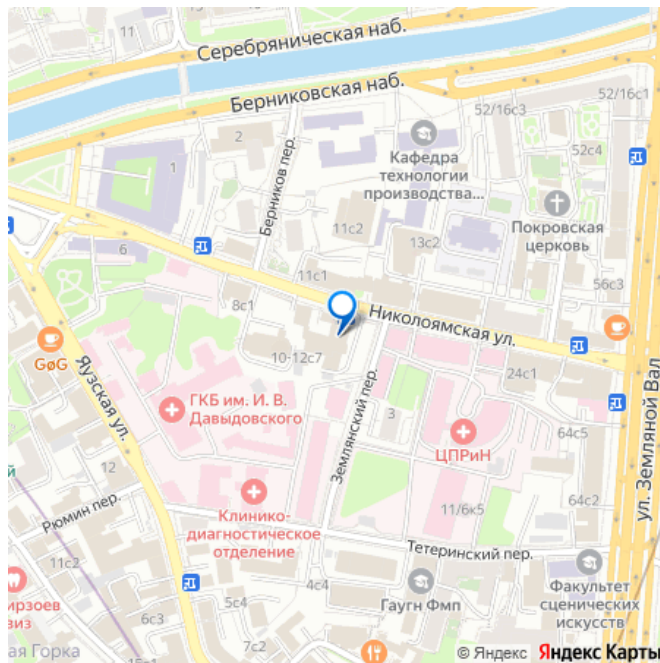 11
Серебряническая наб.
52/16с1
Берниковская наб.
52/16с3
2
Кафедра
технологии
производства...
52с4
1
Берников пер.
11с2
13с2
Покровская
церковь
6
11с1
56с3
8с1
Николоямская ул.
GøG
10-12с7
24с1
Яузская ул.
ГКБ им. И. В.
Давыдовского
3
ЦПРиН
64с5
ул. Земляной Вал
Землянский пер.
12
64с2
Рюмин пер.
Клинико-
диагностическое
отделение
11/6к5
Тетеринский пер.
11с2
4с4
Гаугн Фмп
Факультет
сценических
искусств
5с4
6с3
7с2
ая Горка
15с1
© Яндекс Яндекс Карты